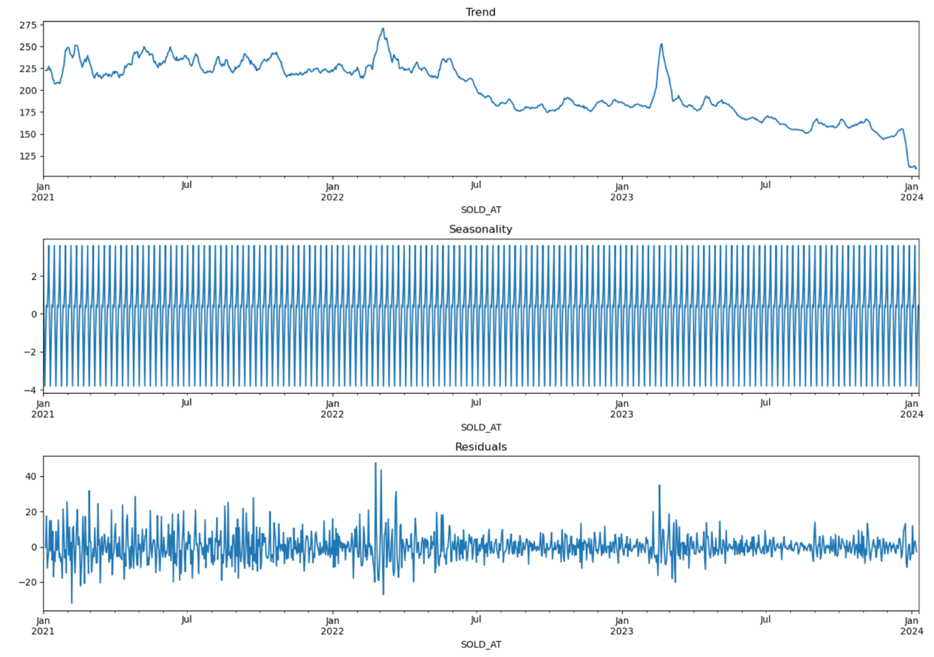 Trend
275
250
225
200
175
150
125
Jan Jul Jan Jul Jan Jul Jan
2021 2022 2023 2024
SOLD_AT
Seasonality
2
0
−2
−4
Jan Jul Jan Jul Jan Jul Jan
2021 2022 2023 2024
SOLD_AT
Residuals
40
20
0
−20
Jan Jul Jan Jul Jan Jul Jan
2021 2022 2023 2024
SOLD_AT